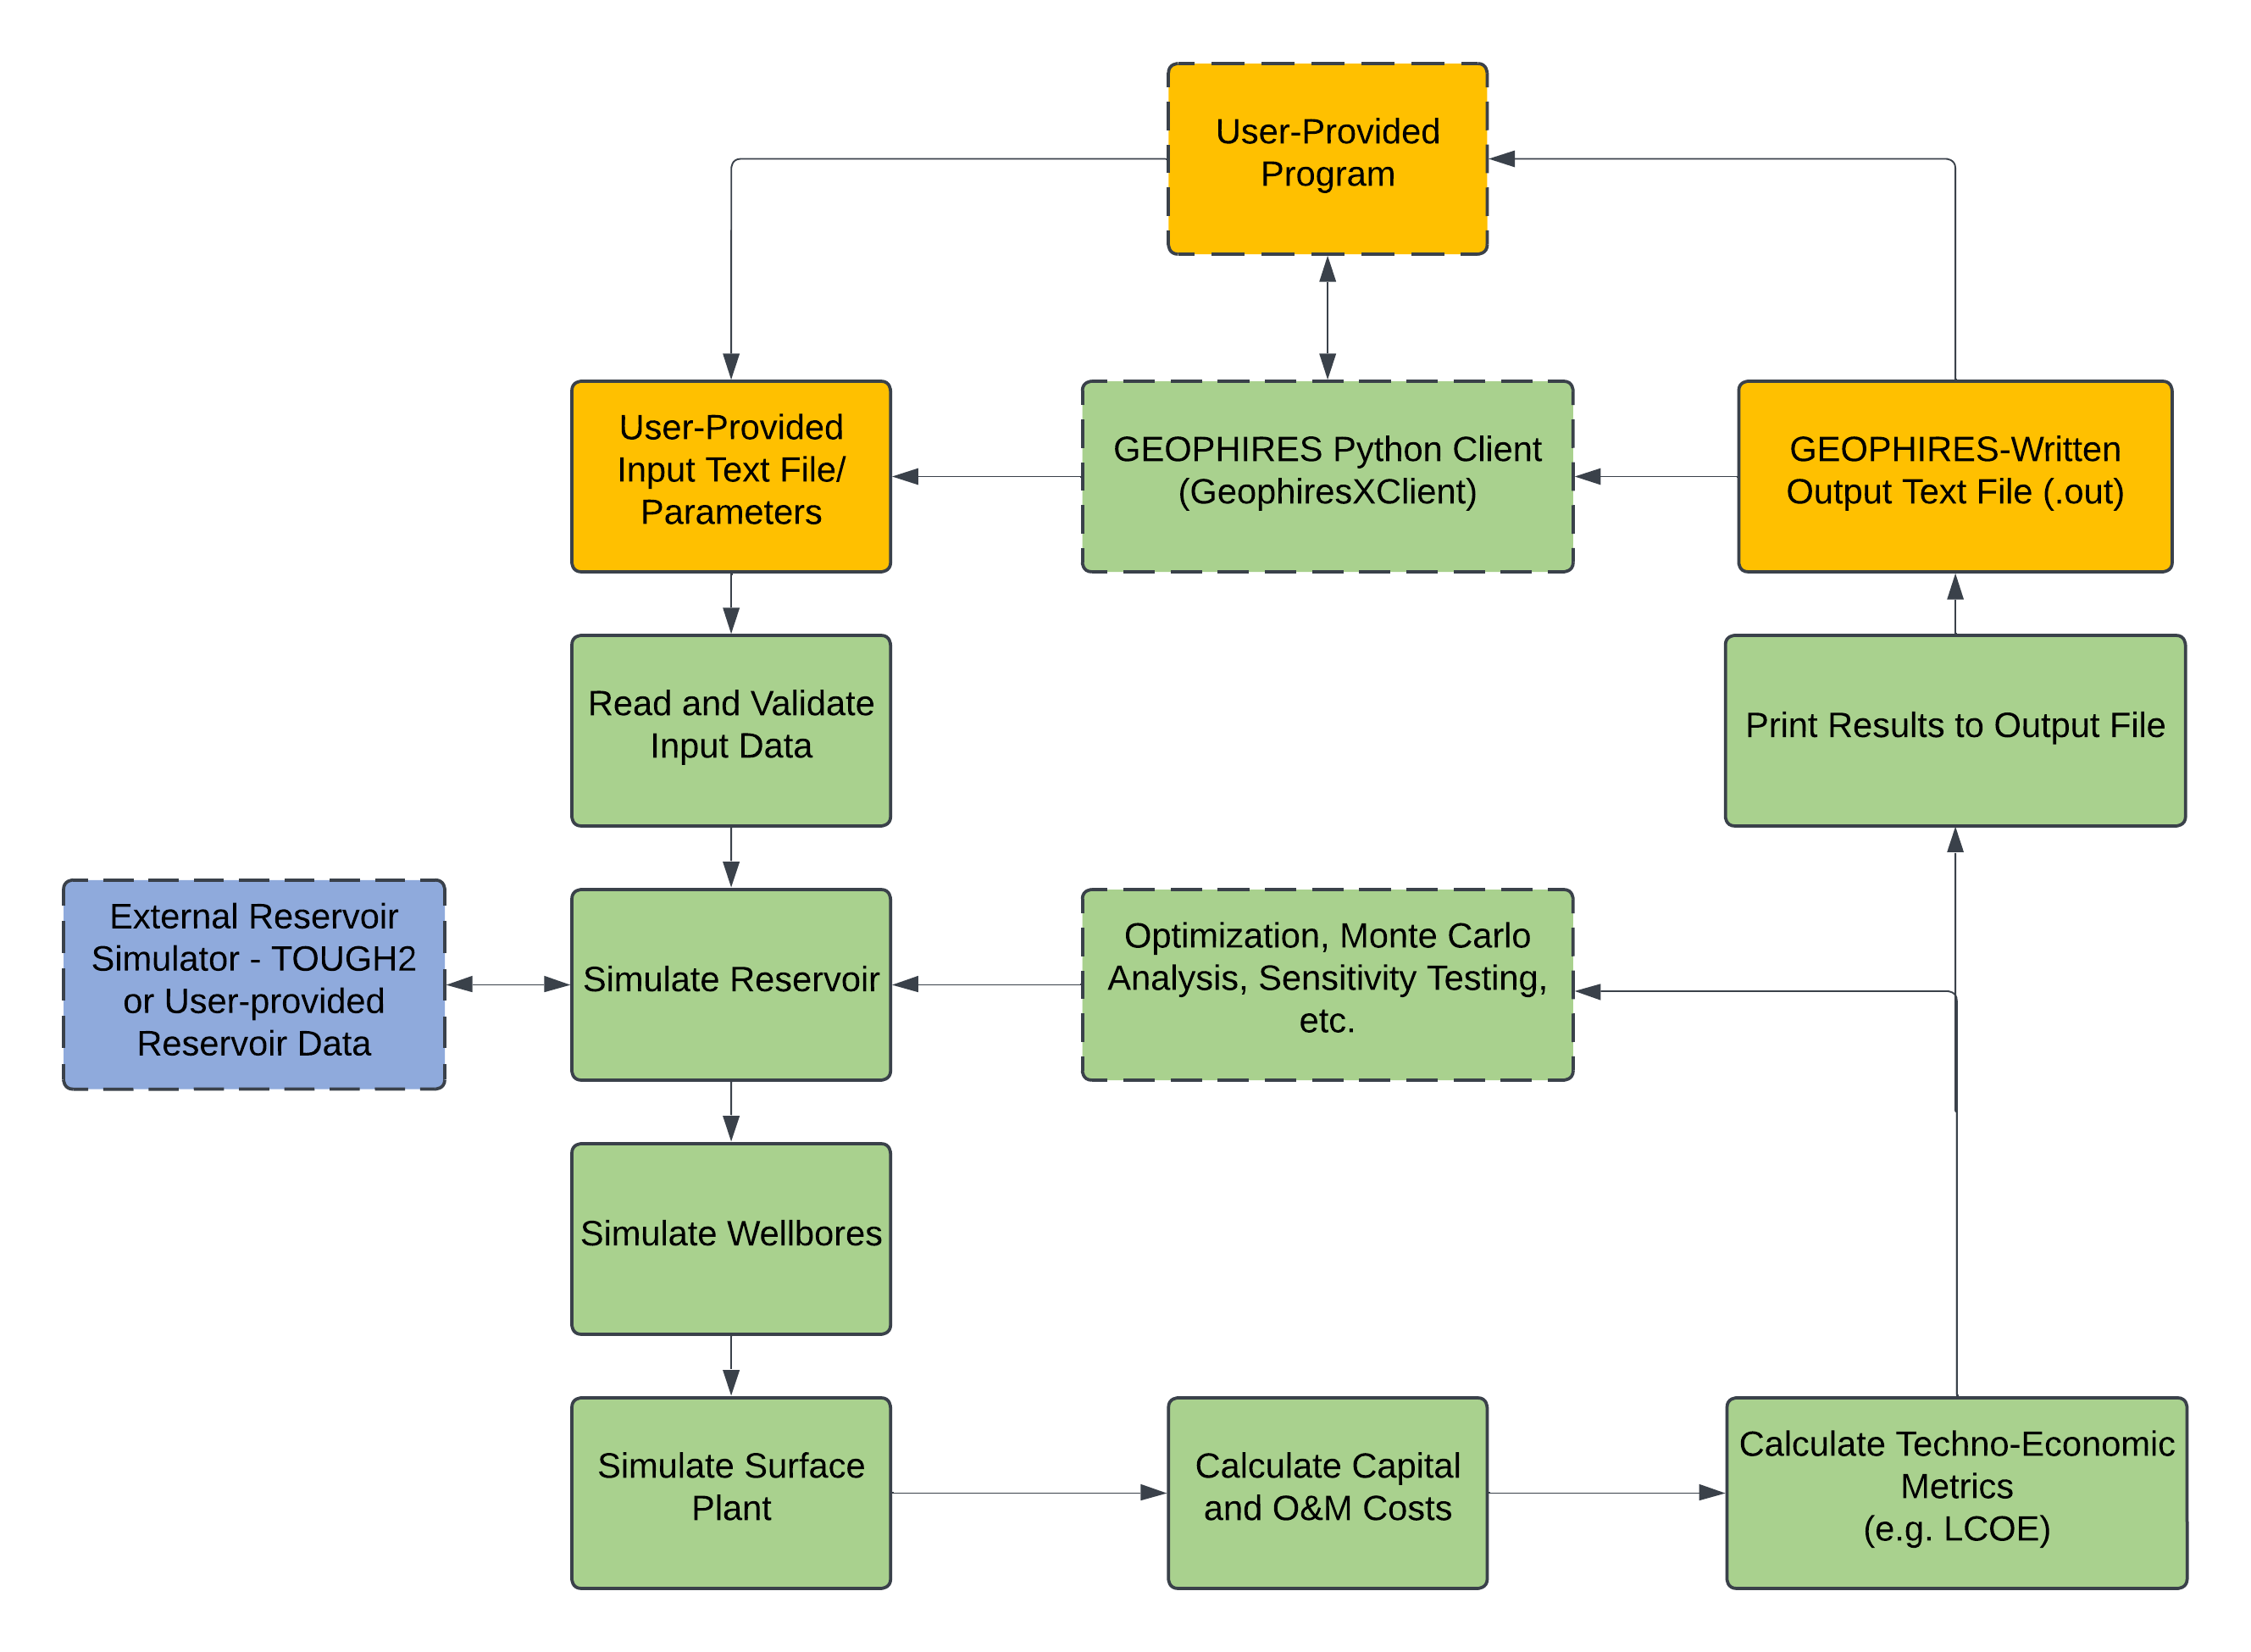 User-Provided
Program
User-Provided
Input Text File/
Parameters
GEOPHIRES Python Client
(GeophiresXClient)
GEOPHIRES-Written
Output Text File (.out)
Read and Validate
Input Data
Print Results to Output File
External Reservoir
Simulator - TOUGH2
or User-provided
Reservoir Data
Simulate Reservoir
Optimization, Monte Carlo
Analysis, Sensitivity Testing,
etc.
Simulate Wellbores
Simulate Surface
Plant
Calculate Capital
and O&M Costs
Calculate Techno-Economic
Metrics
(e.g. LCOE)